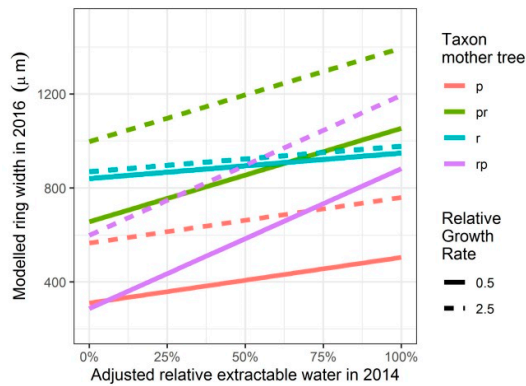 Modelled ring width in 2016 (μm)
1200
800
400
0%
25%
50%
75%
100%
Adjusted relative extractable water in 2014
Taxon
mother tree
p
pr
r
rp
Relative
Growth
Rate
0.5
2.5